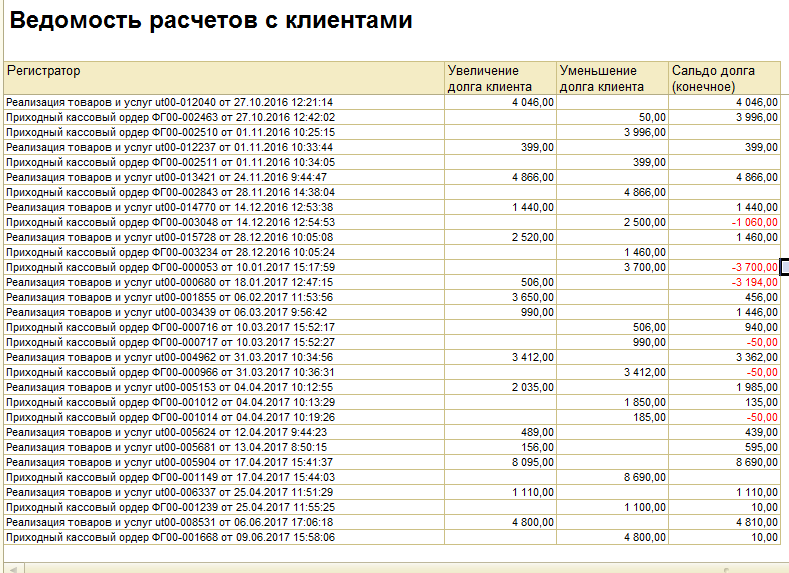 Ведомость расчетов с клиентами
Регистратор Увеличение долга клиента Уменьшение долга клиента Сальдо долга (конечное)
Реализация товаров и услуг ut00-012040 от 27.10.2016 12:21:14 4 046,00 4 046,00
Приходный кассовый ордер ФГ00-002463 от 27.10.2016 12:42:02 50,00 3 996,00
Приходный кассовый ордер ФГ00-002510 от 01.11.2016 10:25:15 3 996,00
Реализация товаров и услуг ut00-012237 от 01.11.2016 10:33:44 399,00 399,00
Приходный кассовый ордер ФГ00-002511 от 01.11.2016 10:34:05 399,00
Реализация товаров и услуг ut00-013421 от 24.11.2016 9:44:47 4 866,00 4 866,00
Приходный кассовый ордер ФГ00-002843 от 28.11.2016 14:38:04 4 866,00
Реализация товаров и услуг ut00-014770 от 14.12.2016 12:53:38 1 440,00 1 440,00
Приходный кассовый ордер ФГ00-003048 от 14.12.2016 12:54:53 2 500,00 -1 060,00
Реализация товаров и услуг ut00-015728 от 28.12.2016 10:05:08 2 520,00 1 460,00
Приходный кассовый ордер ФГ00-003234 от 28.12.2016 10:05:24 1 460,00
Приходный кассовый ордер ФГ00-000053 от 10.01.2017 15:17:59 3 700,00 -3 700,00
Реализация товаров и услуг ut00-000680 от 18.01.2017 12:47:15 506,00 -3 194,00
Реализация товаров и услуг ut00-001855 от 06.02.2017 11:53:56 3 650,00 456,00
Реализация товаров и услуг ut00-003439 от 06.03.2017 9:56:42 990,00 1 446,00
Приходный кассовый ордер ФГ00-000716 от 10.03.2017 15:52:17 506,00 940,00
Приходный кассовый ордер ФГ00-000717 от 10.03.2017 15:52:27 990,00 -50,00
Реализация товаров и услуг ut00-004962 от 31.03.2017 10:34:56 3 412,00 3 362,00
Приходный кассовый ордер ФГ00-000966 от 31.03.2017 10:36:31 3 412,00 -50,00
Реализация товаров и услуг ut00-005153 от 04.04.2017 10:12:55 2 035,00 1 985,00
Приходный кассовый ордер ФГ00-001012 от 04.04.2017 10:13:29 1 850,00 135,00
Приходный кассовый ордер ФГ00-001014 от 04.04.2017 10:19:26 185,00 -50,00
Реализация товаров и услуг ut00-005624 от 12.04.2017 9:44:23 489,00 439,00
Реализация товаров и услуг ut00-005681 от 13.04.2017 8:50:15 156,00 595,00
Реализация товаров и услуг ut00-005904 от 17.04.2017 15:41:37 8 095,00 8 690,00
Приходный кассовый ордер ФГ00-001149 от 17.04.2017 15:44:03 8 690,00
Реализация товаров и услуг ut00-006337 от 25.04.2017 11:51:29 1 110,00 1 110,00
Приходный кассовый ордер ФГ00-001239 от 25.04.2017 11:55:25 1 100,00 10,00
Реализация товаров и услуг ut00-008531 от 06.06.2017 17:06:18 4 800,00 4 810,00
Приходный кассовый ордер ФГ00-001668 от 09.06.2017 15:58:06 4 800,00 10,00